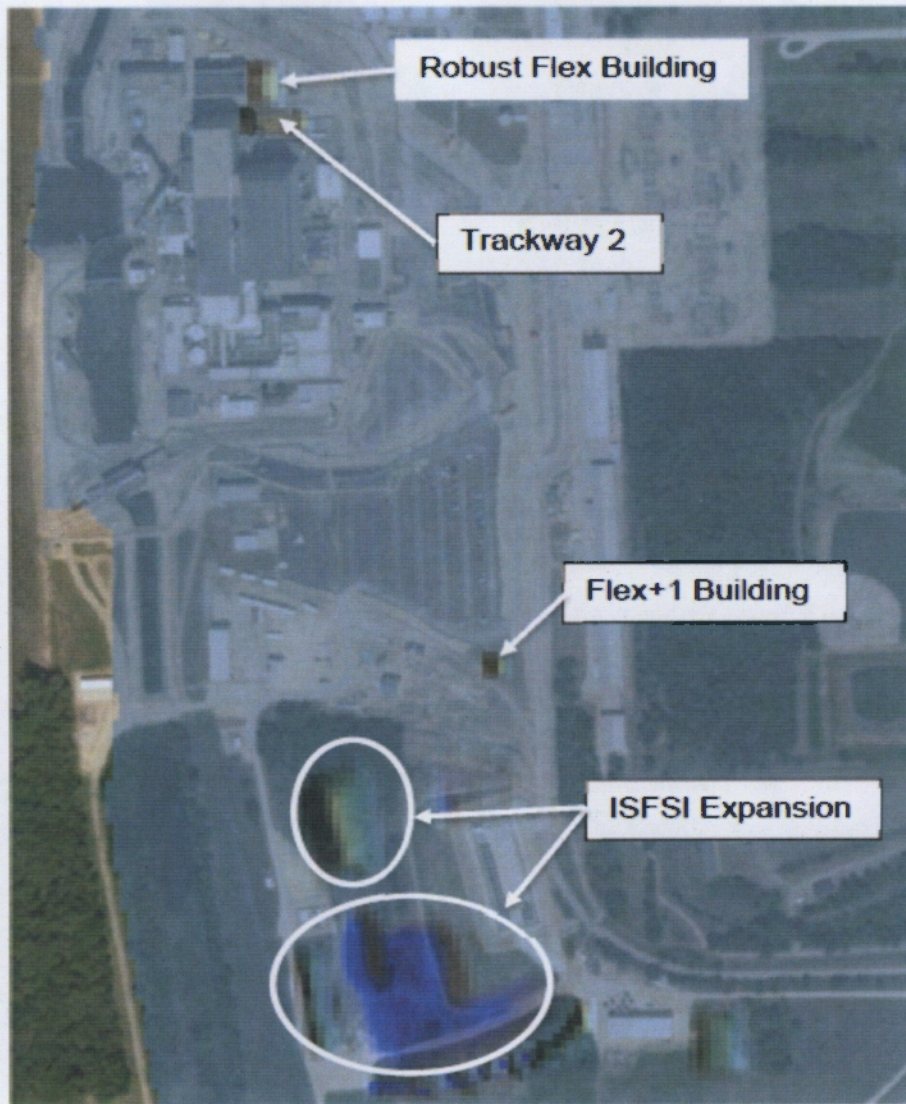 Robust Flex Building
Trackway 2
Flex+1 Building
ISFSI Expansion